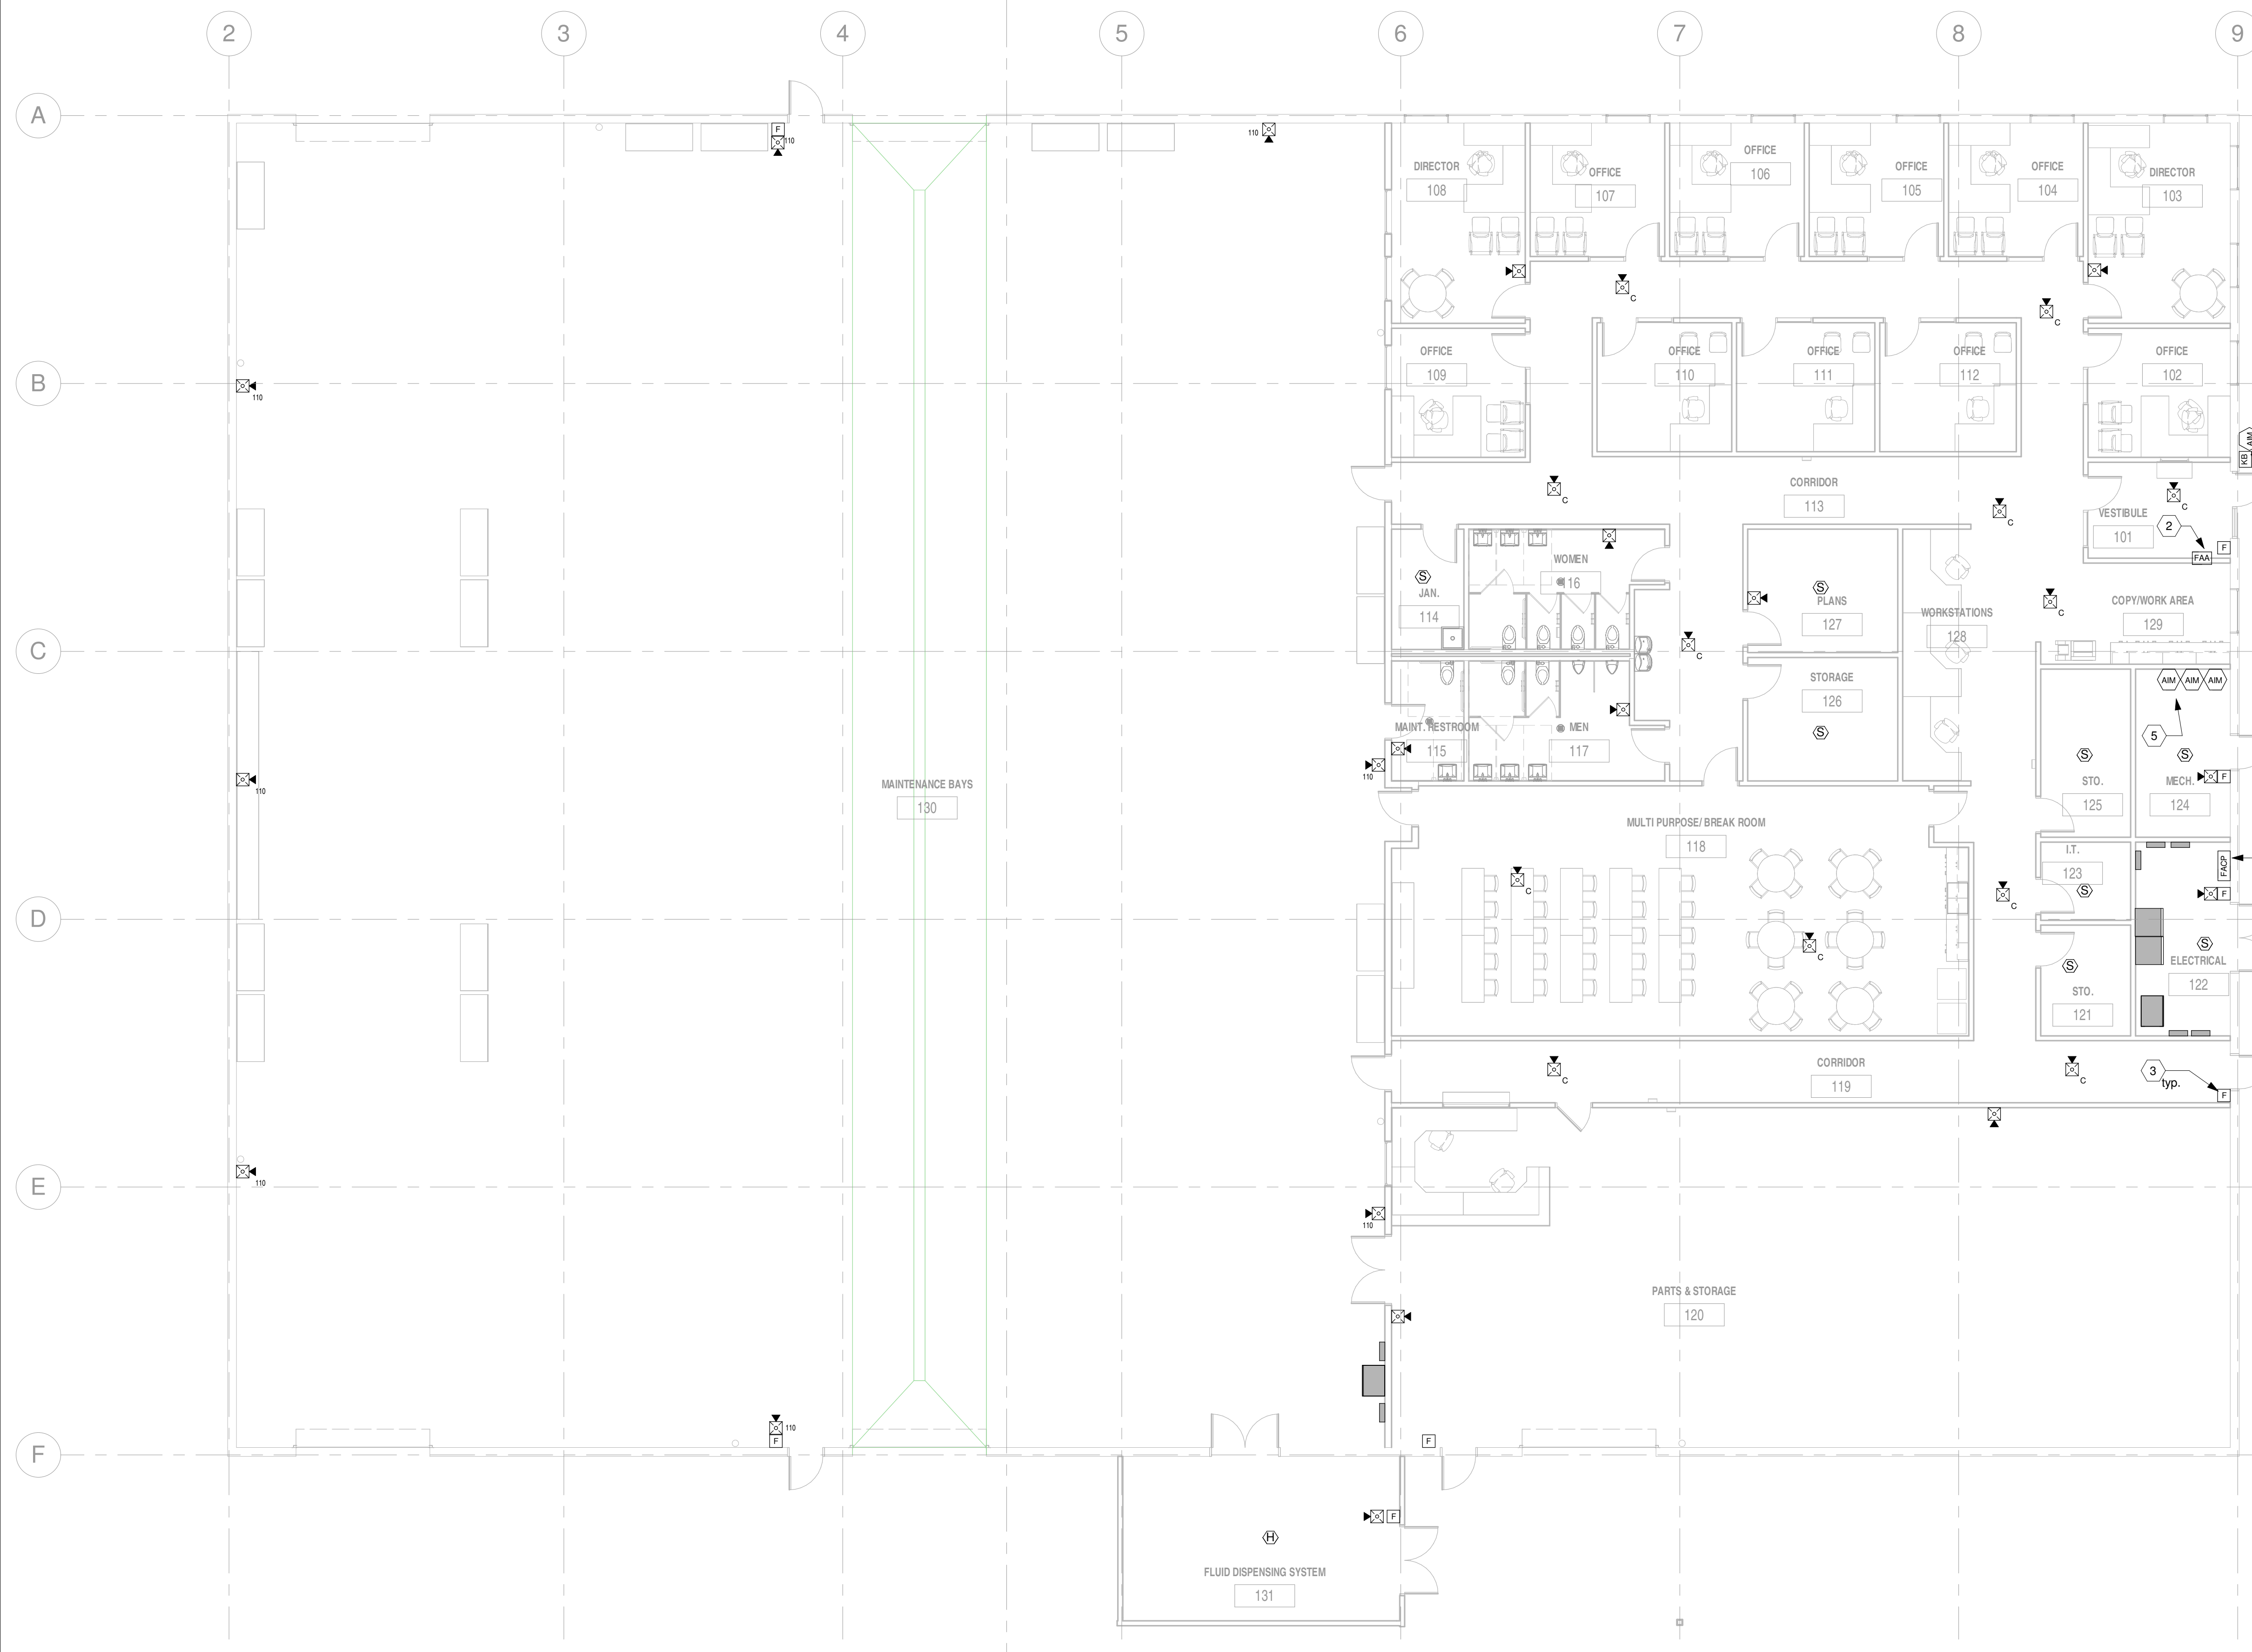 2 3 4 5 6 7 8 9
A
F
110
110
DIRECTOR
108
OFFICE
107
OFFICE
106
OFFICE
105
OFFICE
104
DIRECTOR
103
C
C
B
110
OFFICE
109
OFFICE
110
OFFICE
111
OFFICE
112
OFFICE
102
AIM
KB
C
CORRIDOR
113
C
C
VESTIBULE
101
2
FAA
F
S
JAN.
114
WOMEN
116
S
PLANS
127
WORKSTATIONS
128
C
COPY/WORK AREA
129
C
C
STORAGE
126
S
AIM AIM AIM
5
MAINT. RESTROOM
115
MEN
117
110
110
S
STO.
125
S
MECH.
124
F
MAINTENANCE BAYS
130
MULTI PURPOSE/ BREAK ROOM
118
I.T.
123
S
FACP
F
C
C
D
C
S
ELECTRICAL
122
S
STO.
121
C
CORRIDOR
119
C
3
typ.
F
E
110
110
PARTS & STORAGE
120
110
F
F
F
F
H
FLUID DISPENSING SYSTEM
131